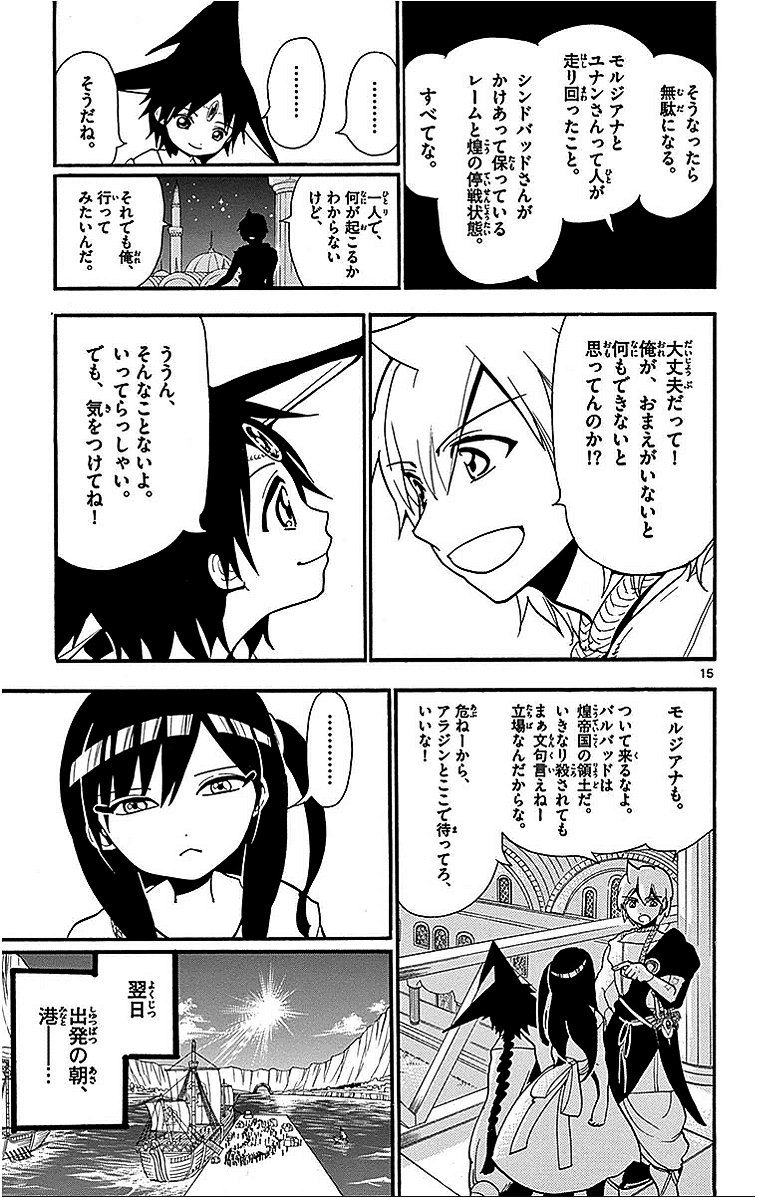 そうなったら
無駄になる。
モルジアナと
ユナンさんって人が
走り回ったこと。
シンドバッドさんが
かけあって保っている
レームと煌の停戦状態。
すべてな。
………
………
そうだね。
一人で、
何が起こるか
わからない
けど、
それでも俺、
行って
みたいんだ。
大丈夫だって！
俺が、おまえがいないと
何もできないと
思ってんのか!?
ううん、
そんなことないよ。
いってらっしゃい。
でも、気をつけてね！
15
モルジアナも。
ついて来るなよ。
バルバッドは
煌帝国の領土だ。
いきなり殺されても
まぁ文句言えねー
立場なんだからな。
危ねーから、
アラジンとここで待ってろ、
いいな！
………
翌日
出発の朝、
港――…